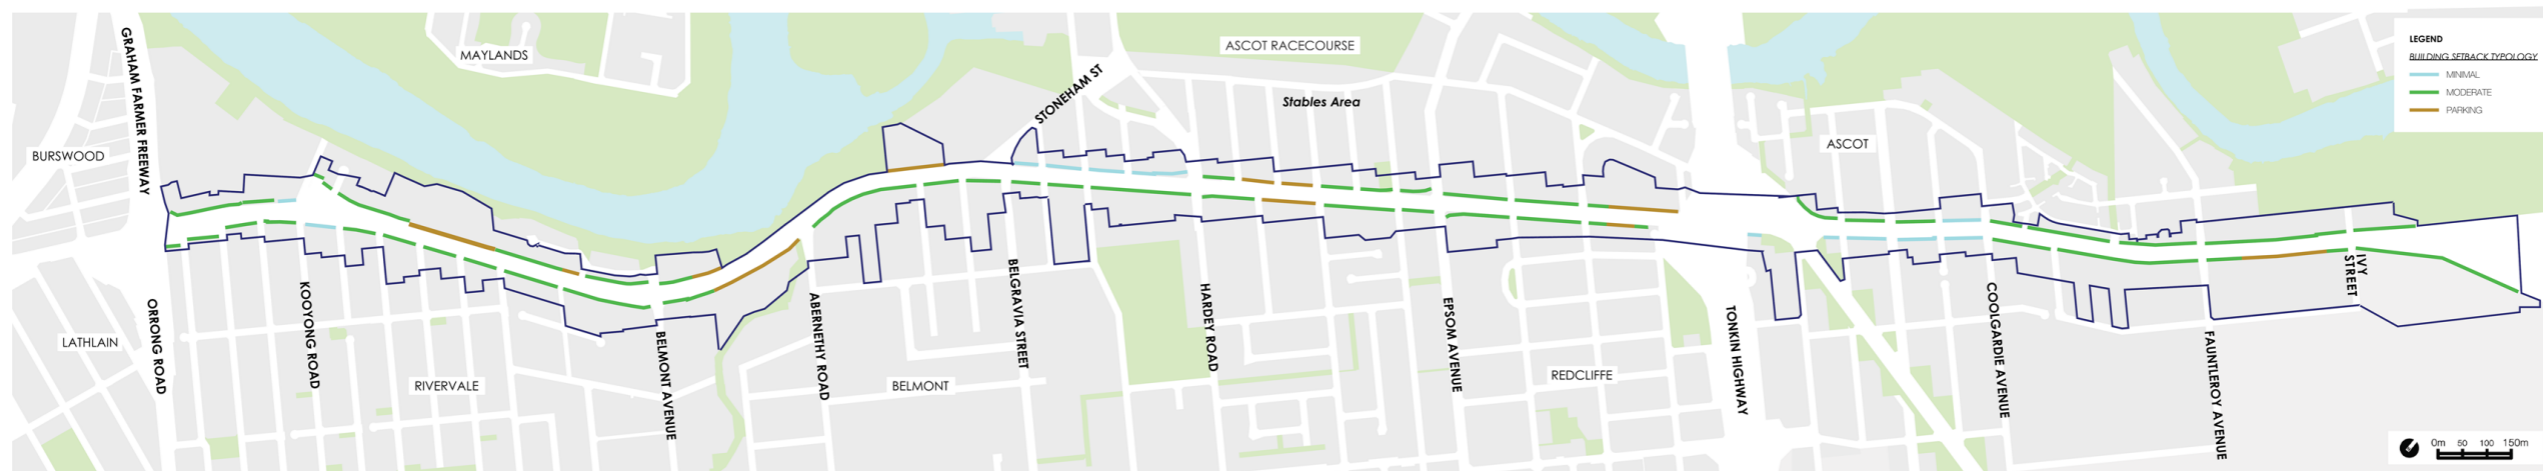 GRAHAM FARMER FREEWAY
MAYLANDS
ASCOT RACECOURSE
STONEHAM ST
Stables Area
BURSWOOD
ASCOT
LEGEND
BUILDING SETBACK TYPOLOGY
MINIMAL
MODERATE
PARKING
ORRONG ROAD
KOOYONG ROAD
LATHLAIN
RIVERVALE
BELMONT AVENUE
ABERNETHY ROAD
BELMONT
BELGRAVIA STREET
HARDEY ROAD
EPSOM AVENUE
REDCLIFFE
TONKIN HIGHWAY
COOLGARDIE AVENUE
FAUNTLEROY AVENUE
IVY
STREET
0m 50 100 150m